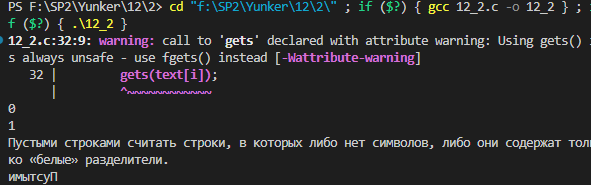 PS F:\SP2\Yunker\12\2> cd "f:\SP2\Yunker\12\2\" ; if ($?) { gcc 12_2.c -o 12_2 } ; i
f ($?) { .\12_2 }
12_2.c:32:9: warning: call to 'gets' declared with attribute warning: Using gets() i
s always unsafe - use fgets() instead [-Wattribute-warning]
32 |         gets(text[i]);
|         ^~~~~~~~~~~~~
0
1
Пустыми строками считать строки, в которых либо нет символов, либо они содержат толь
ко «белые» разделители.
имытсуП